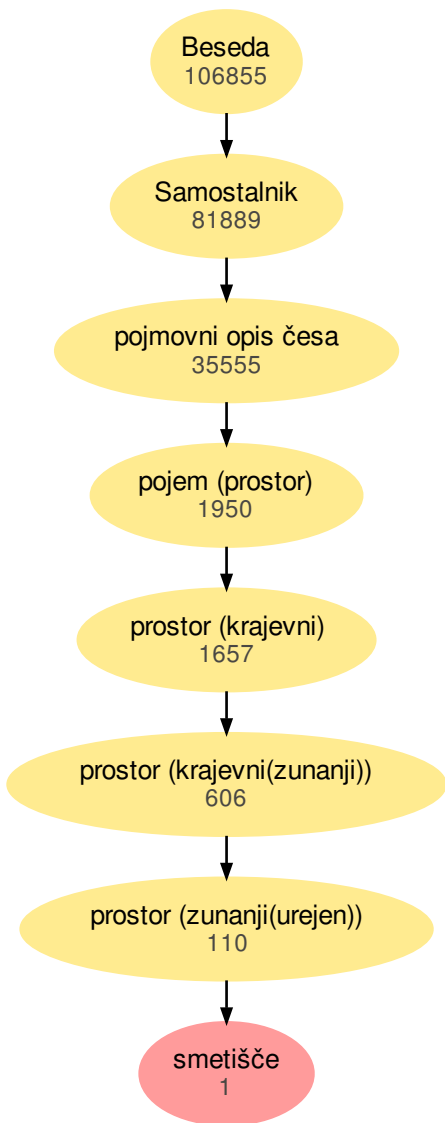 Beseda
106855
Samostalnik
81889
pojmovni opis česa
35555
pojem (prostor)
1950
prostor (krajevni)
1657
prostor (krajevni(zunanji))
606
prostor (zunanji(urejen))
110
smetišče
1